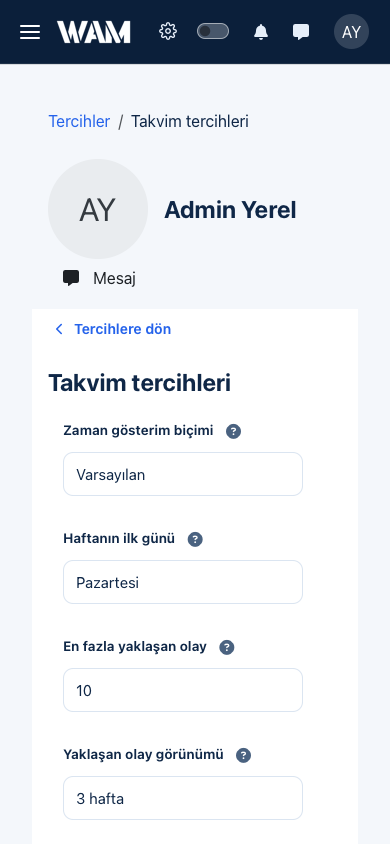 WAM
AY
Tercihler / Takvim tercihleri
AY
Admin Yerel
Mesaj
Tercihlere dön
Takvim tercihleri
Zaman gösterim biçimi ?
Varsayılan
Haftanın ilk günü ?
Pazartesi
En fazla yaklaşan olay ?
10
Yaklaşan olay görünümü ?
3 hafta